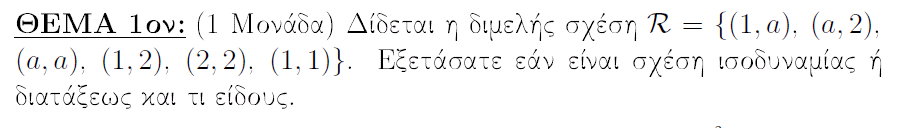 ΘΕΜΑ 1ον: (1 Μονάδα) Δίδεται η διμελής σχέση R = {(1, a), (a, 2),
(a, a), (1, 2), (2, 2), (1, 1)}. Εξετάσατε εάν είναι σχέση ισοδυναμίας ή
διατάξεως και τι είδους.